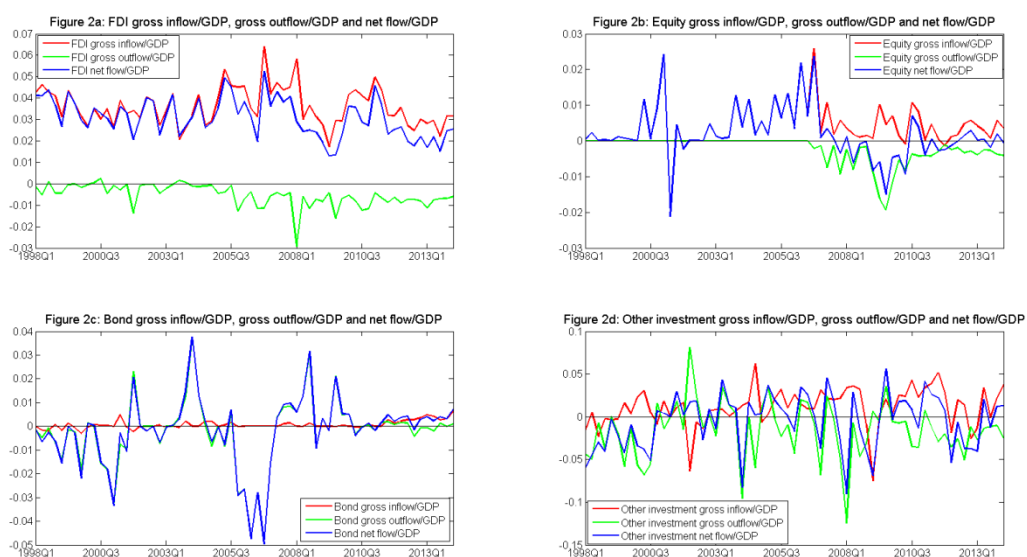 Figure 2a: FDI gross inflow/GDP, gross outflow/GDP and net flow/GDP
0.07
0.06
0.05
0.04
0.03
0.02
0.01
0
-0.01
-0.02
-0.03
FDI gross inflow/GDP
FDI gross outflow/GDP
FDI net flow/GDP
1998Q1 2000Q3 2003Q1 2005Q3 2008Q1 2010Q3 2013Q1
Figure 2b: Equity gross inflow/GDP, gross outflow/GDP and net flow/GDP
0.03
0.02
0.01
0
-0.01
-0.02
-0.03
Equity gross inflow/GDP
Equity gross outflow/GDP
Equity net flow/GDP
1998Q1 2000Q3 2003Q1 2005Q3 2008Q1 2010Q3 2013Q1
Figure 2c: Bond gross inflow/GDP, gross outflow/GDP and net flow/GDP
0.04
0.03
0.02
0.01
0
-0.01
-0.02
-0.03
-0.04
-0.05
Bond gross inflow/GDP
Bond gross outflow/GDP
Bond net flow/GDP
1998Q1 2000Q3 2003Q1 2005Q3 2008Q1 2010Q3 2013Q1
Figure 2d: Other investment gross inflow/GDP, gross outflow/GDP and net flow/GDP
0.1
0.05
0
-0.05
-0.1
-0.15
Other investment gross inflow/GDP
Other investment gross outflow/GDP
Other investment net flow/GDP
1998Q1 2000Q3 2003Q1 2005Q3 2008Q1 2010Q3 2013Q1